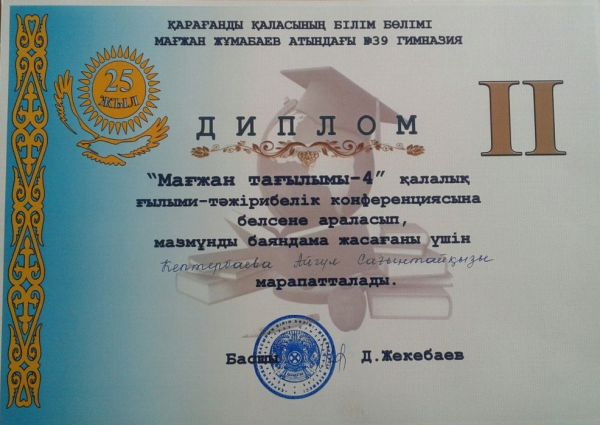 ҚАРАҒАНДЫ ҚАЛАСЫНЫҢ БІЛІМ БӨЛІМІ
МАҒЖАН ЖҰМАБАЕВ АТЫНДАҒЫ №39 ГИМНАЗИЯ
25
ЖЫЛ
II
ДИПЛОМ
"Мағжан тағылымы-4" қалалық
ғылыми-тәжірибелік конференциясына
белсене араласып,
мазмұнды баяндама жасағаны үшін
Кептербаева Айгүл Сағынтайқызы
марапатталады.
Басшы Д.Жекебаев